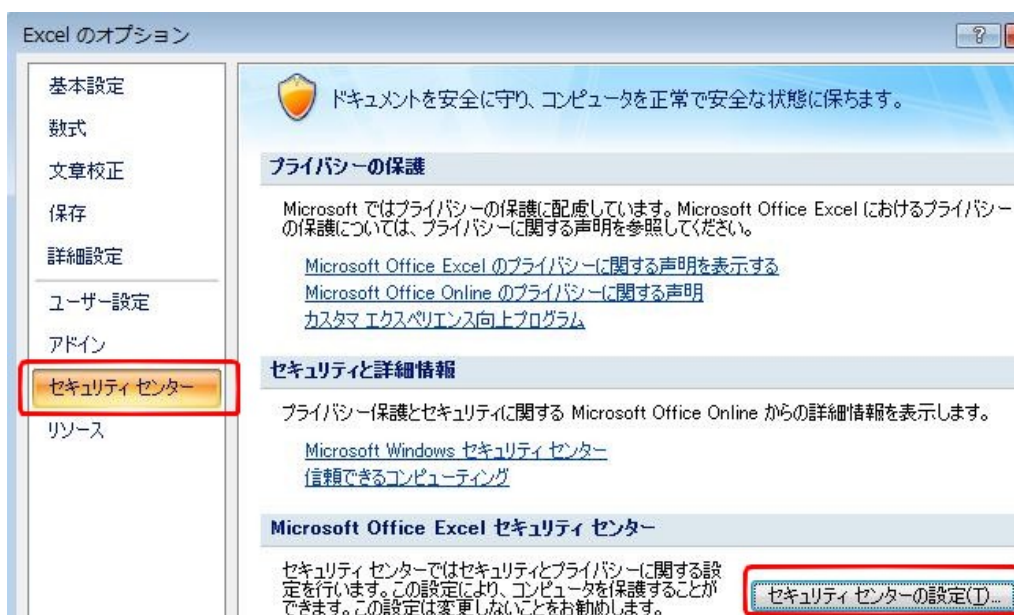 Excel のオプション
?
基本設定
数式
文章校正
保存
詳細設定
ユーザー設定
アドイン
セキュリティ センター
リソース
ドキュメントを安全に守り、コンピュータを正常で安全な状態に保ちます。
プライバシーの保護
Microsoft ではプライバシーの保護に配慮しています。Microsoft Office Excel におけるプライバシー
の保護については、プライバシーに関する声明を参照してください。
Microsoft Office Excel のプライバシーに関する声明を表示する
Microsoft Office Online のプライバシーに関する声明
カスタマ エクスペリエンス向上プログラム
セキュリティと詳細情報
プライバシー保護とセキュリティに関する Microsoft Office Online からの詳細情報を表示します。
Microsoft Windows セキュリティ センター
信頼できるコンピューティング
Microsoft Office Excel セキュリティ センター
セキュリティ センターではセキュリティとプライバシーに関する設
定を行います。この設定により、コンピュータを保護することが
できます。この設定は変更しないことをお勧めします。
セキュリティ センターの設定(T)...